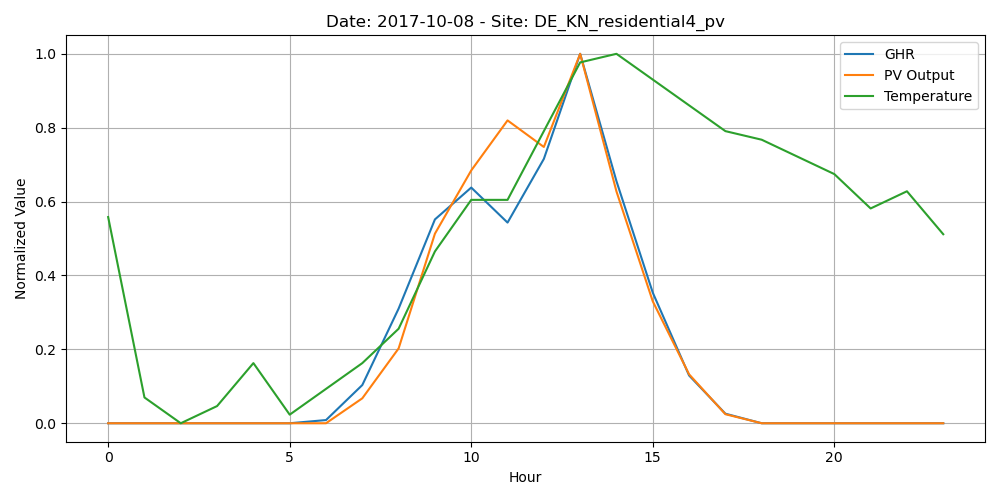 Date: 2017-10-08 - Site: DE_KN_residential4_pv
GHR
PV Output
Temperature
Normalized Value
1.0
0.8
0.6
0.4
0.2
0.0
0 5 10 15 20
Hour